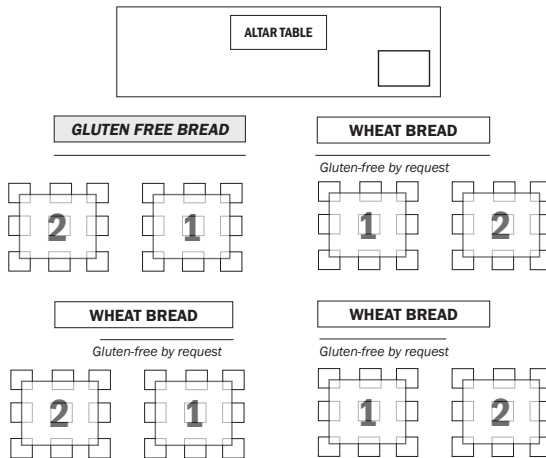 ALTAR TABLE
GLUTEN FREE BREAD
WHEAT BREAD
Gluten-free by request
2 1 1 2
WHEAT BREAD
WHEAT BREAD
Gluten-free by request
Gluten-free by request
2 1 1 2